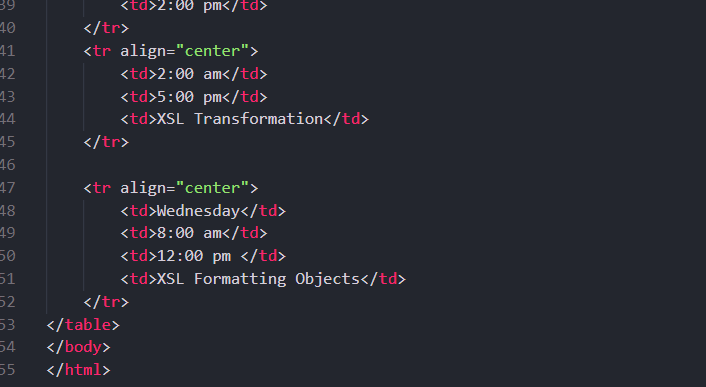 39 <td>2:00 pm</td>
40 </tr>
41 <tr align="center">
42 <td>2:00 am</td>
43 <td>5:00 pm</td>
44 <td>XSL Transformation</td>
45 </tr>
46
47 <tr align="center">
48 <td>Wednesday</td>
49 <td>8:00 am</td>
50 <td>12:00 pm </td>
51 <td>XSL Formatting Objects</td>
52 </tr>
53 </table>
54 </body>
55 </html>